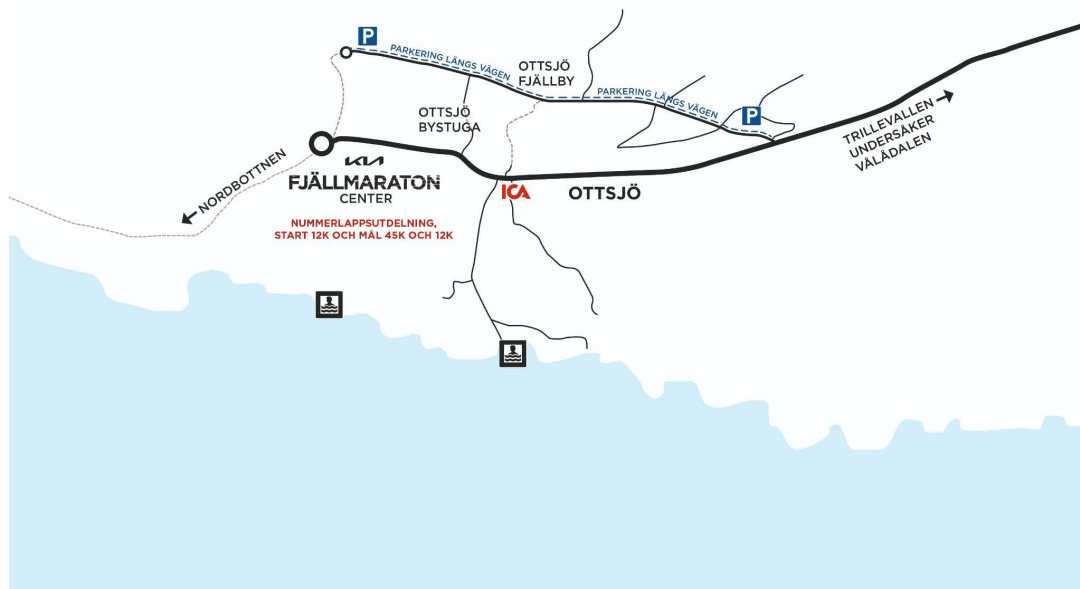 P
PARKERING LÄNGS VÄGEN
OTTSJÖ
FJÄLLBY
PARKERING LÄNGS VÄGEN
P
OTTSJÖ
BYSTUGA
TRILLEVALLEN
UNDERSÅKER
VÅLÅDALEN
NORDBOTTNEN
KIA
FJÄLLMARATON
CENTER
ICA
OTTSJÖ
NUMMERLAPPSUTDELNING,
START 12K OCH MÅL 45K OCH 12K